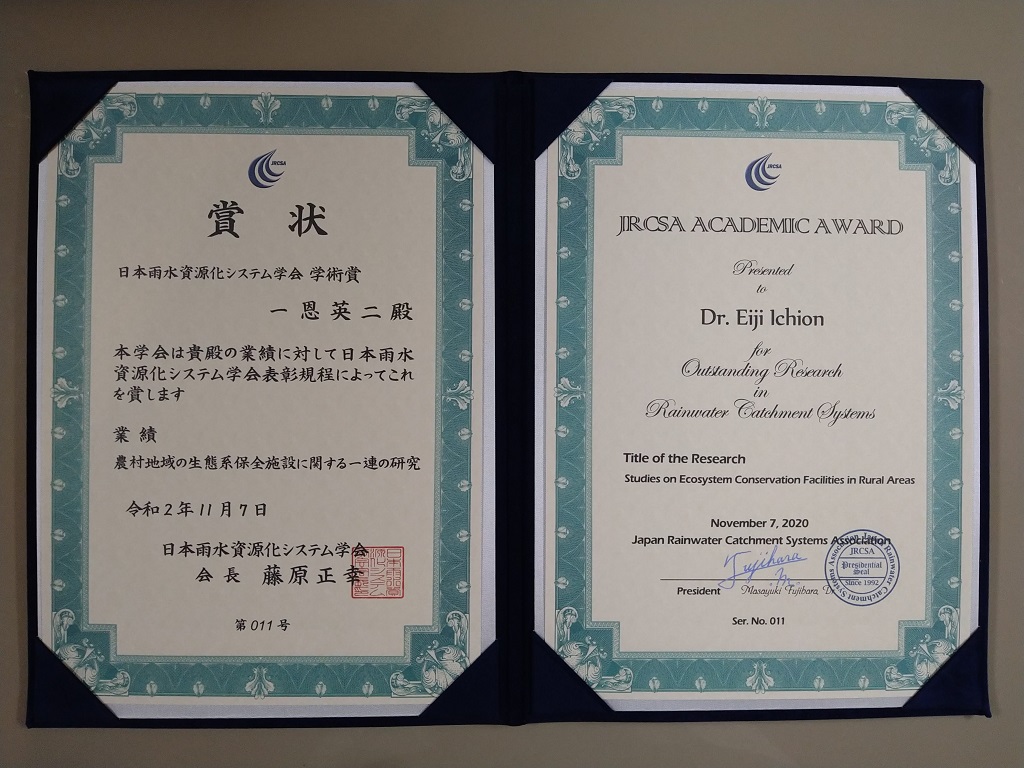 JRCSA
賞状
日本雨水資源化システム学会 学術賞
一恩英二殿
本学会は貴殿の業績に対して日本雨水
資源化システム学会表彰規程によってこれ
を賞します
業績
農村地域の生態系保全施設に関する一連の研究
令和2年11月7日
日本雨水資源化システム学会
会長 藤原正幸
第011号
JRCSA
JRCSA ACADEMIC AWARD
Presented
to
Dr. Eiji Ichion
for
Outstanding Research
in
Rainwater Catchment Systems
Title of the Research
Studies on Ecosystem Conservation Facilities in Rural Areas
November 7, 2020
Japan Rainwater Catchment Systems Association
Fujihara M.
President Masayuki Fujihara, Dr.
Japan Rainwater Catchment Systems Association
JRCSA
Presidential
Seal
Since 1992
Ser. No. 011